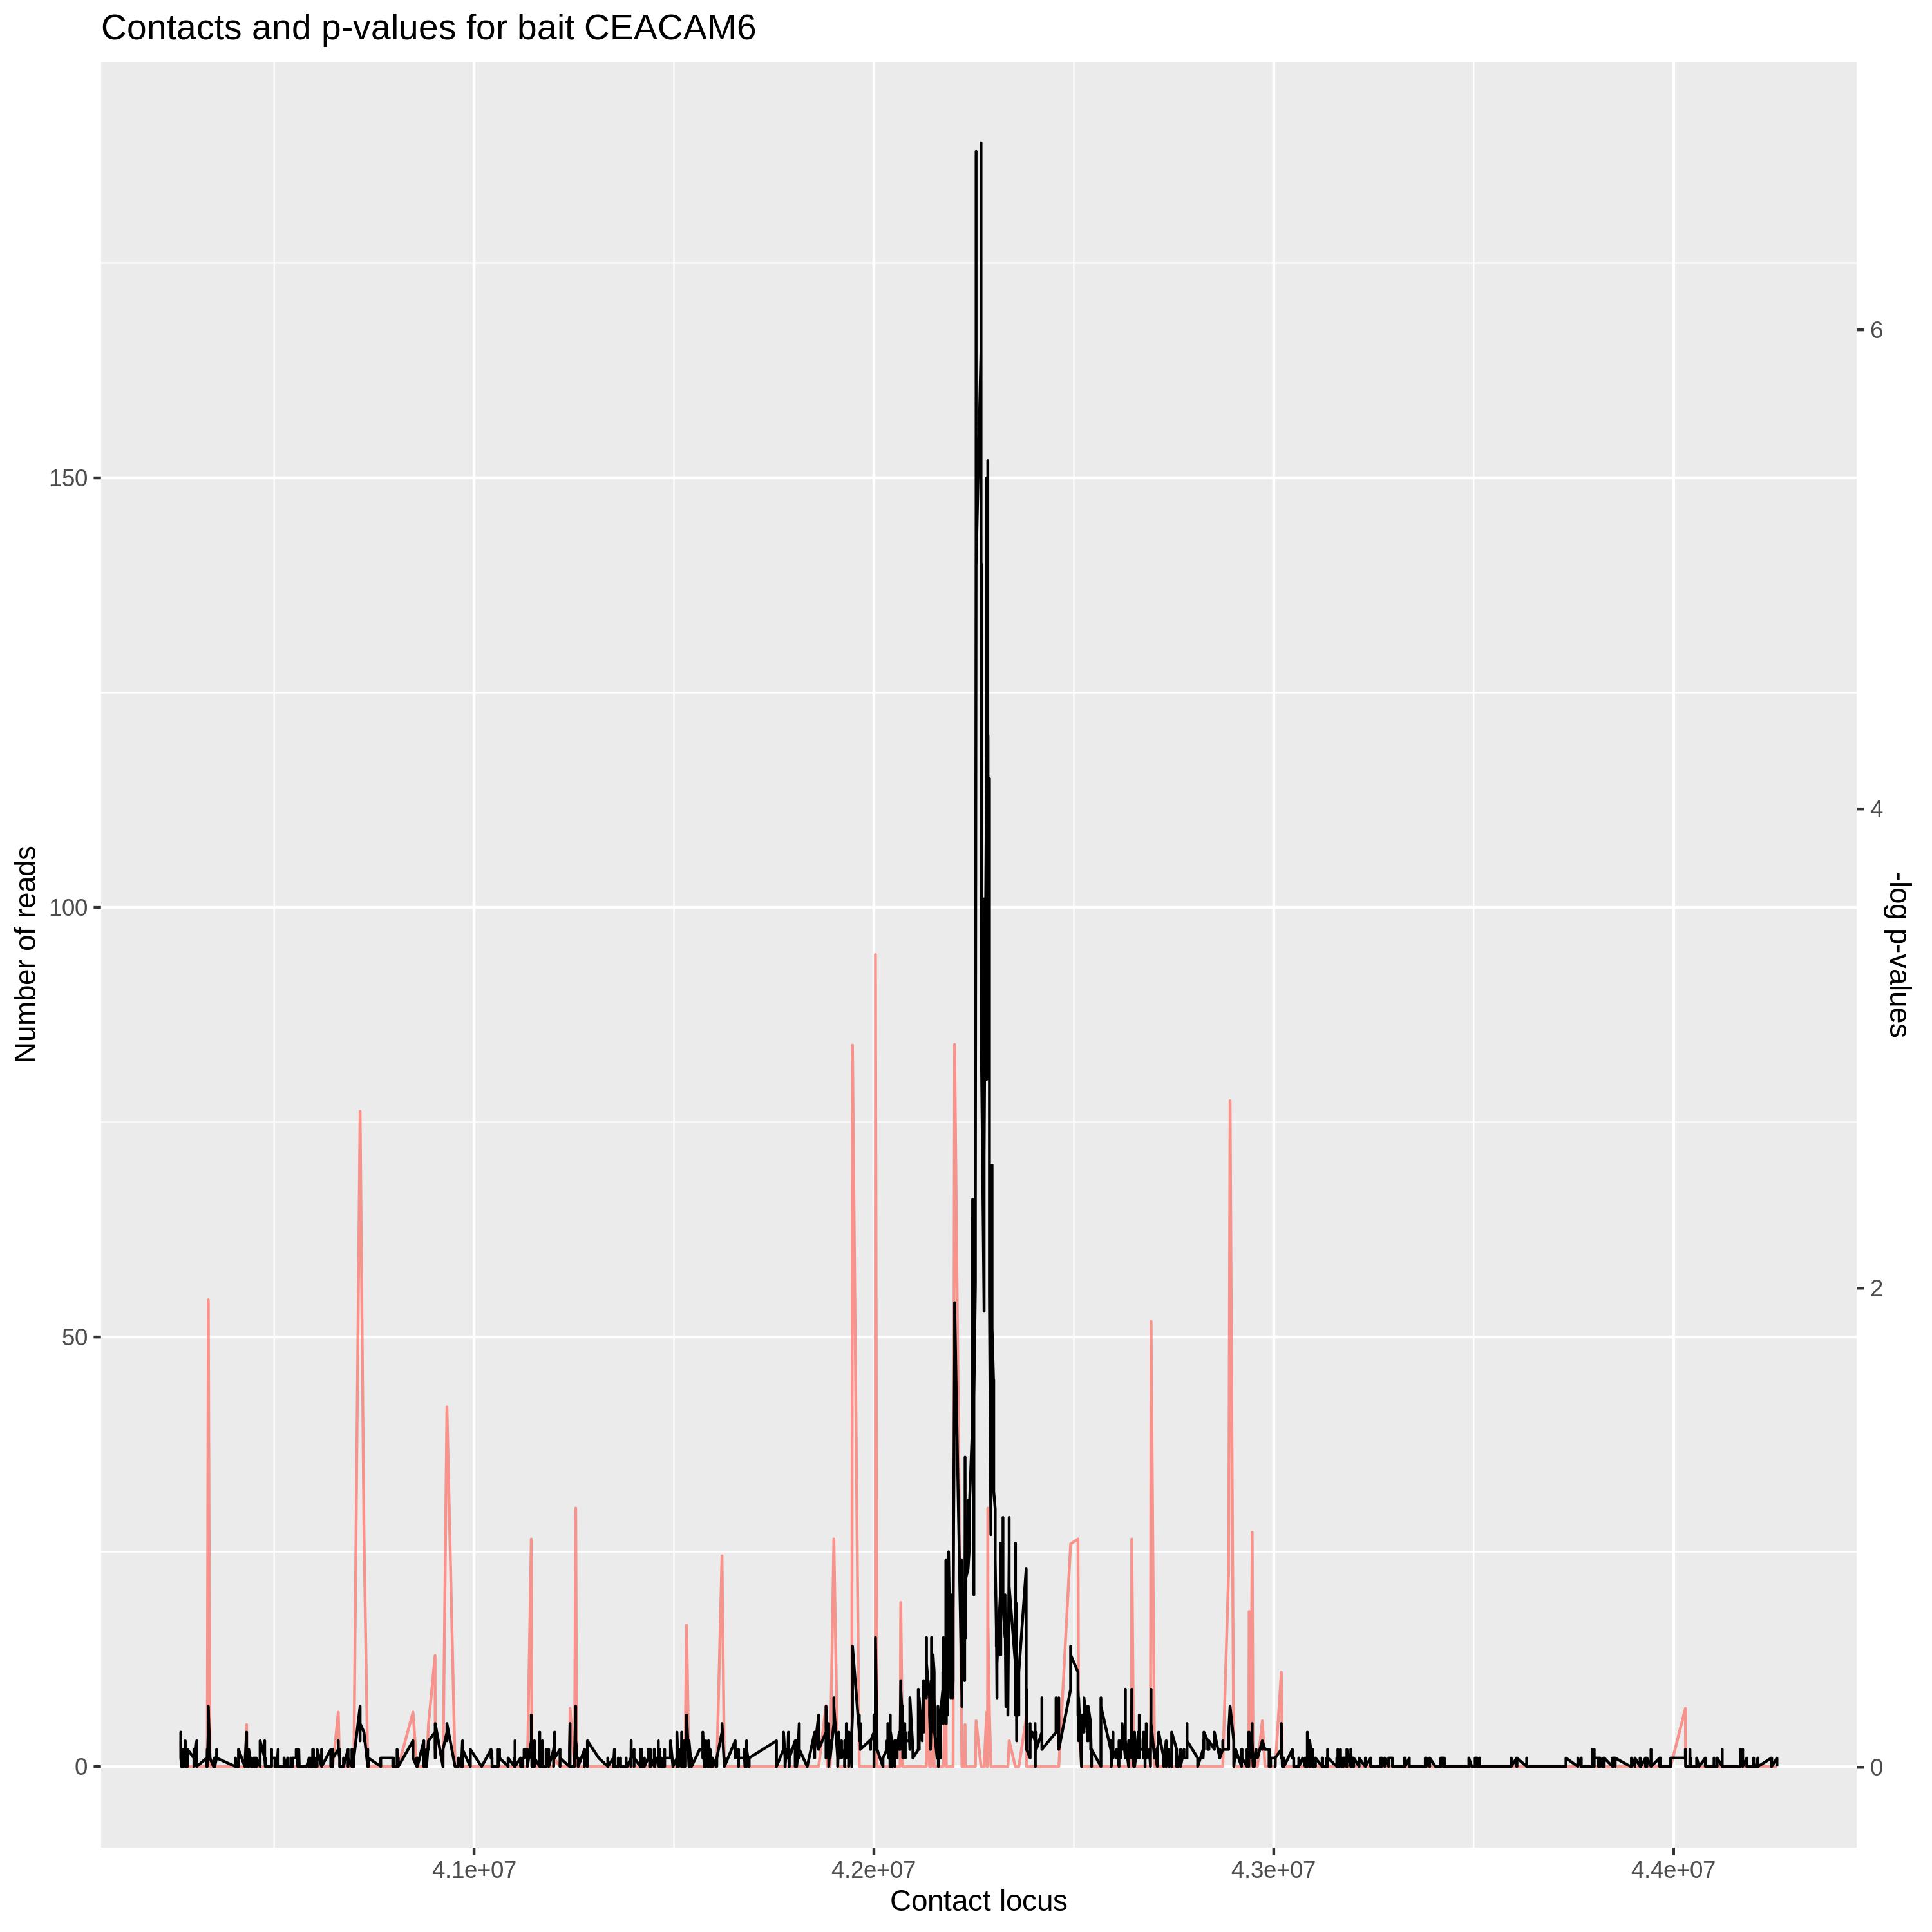 Contacts and p-values for bait CEACAM6
Number of reads
150
100
50
0
6
4
2
0
-log p-values
4.1e+07 4.2e+07 4.3e+07 4.4e+07
Contact locus